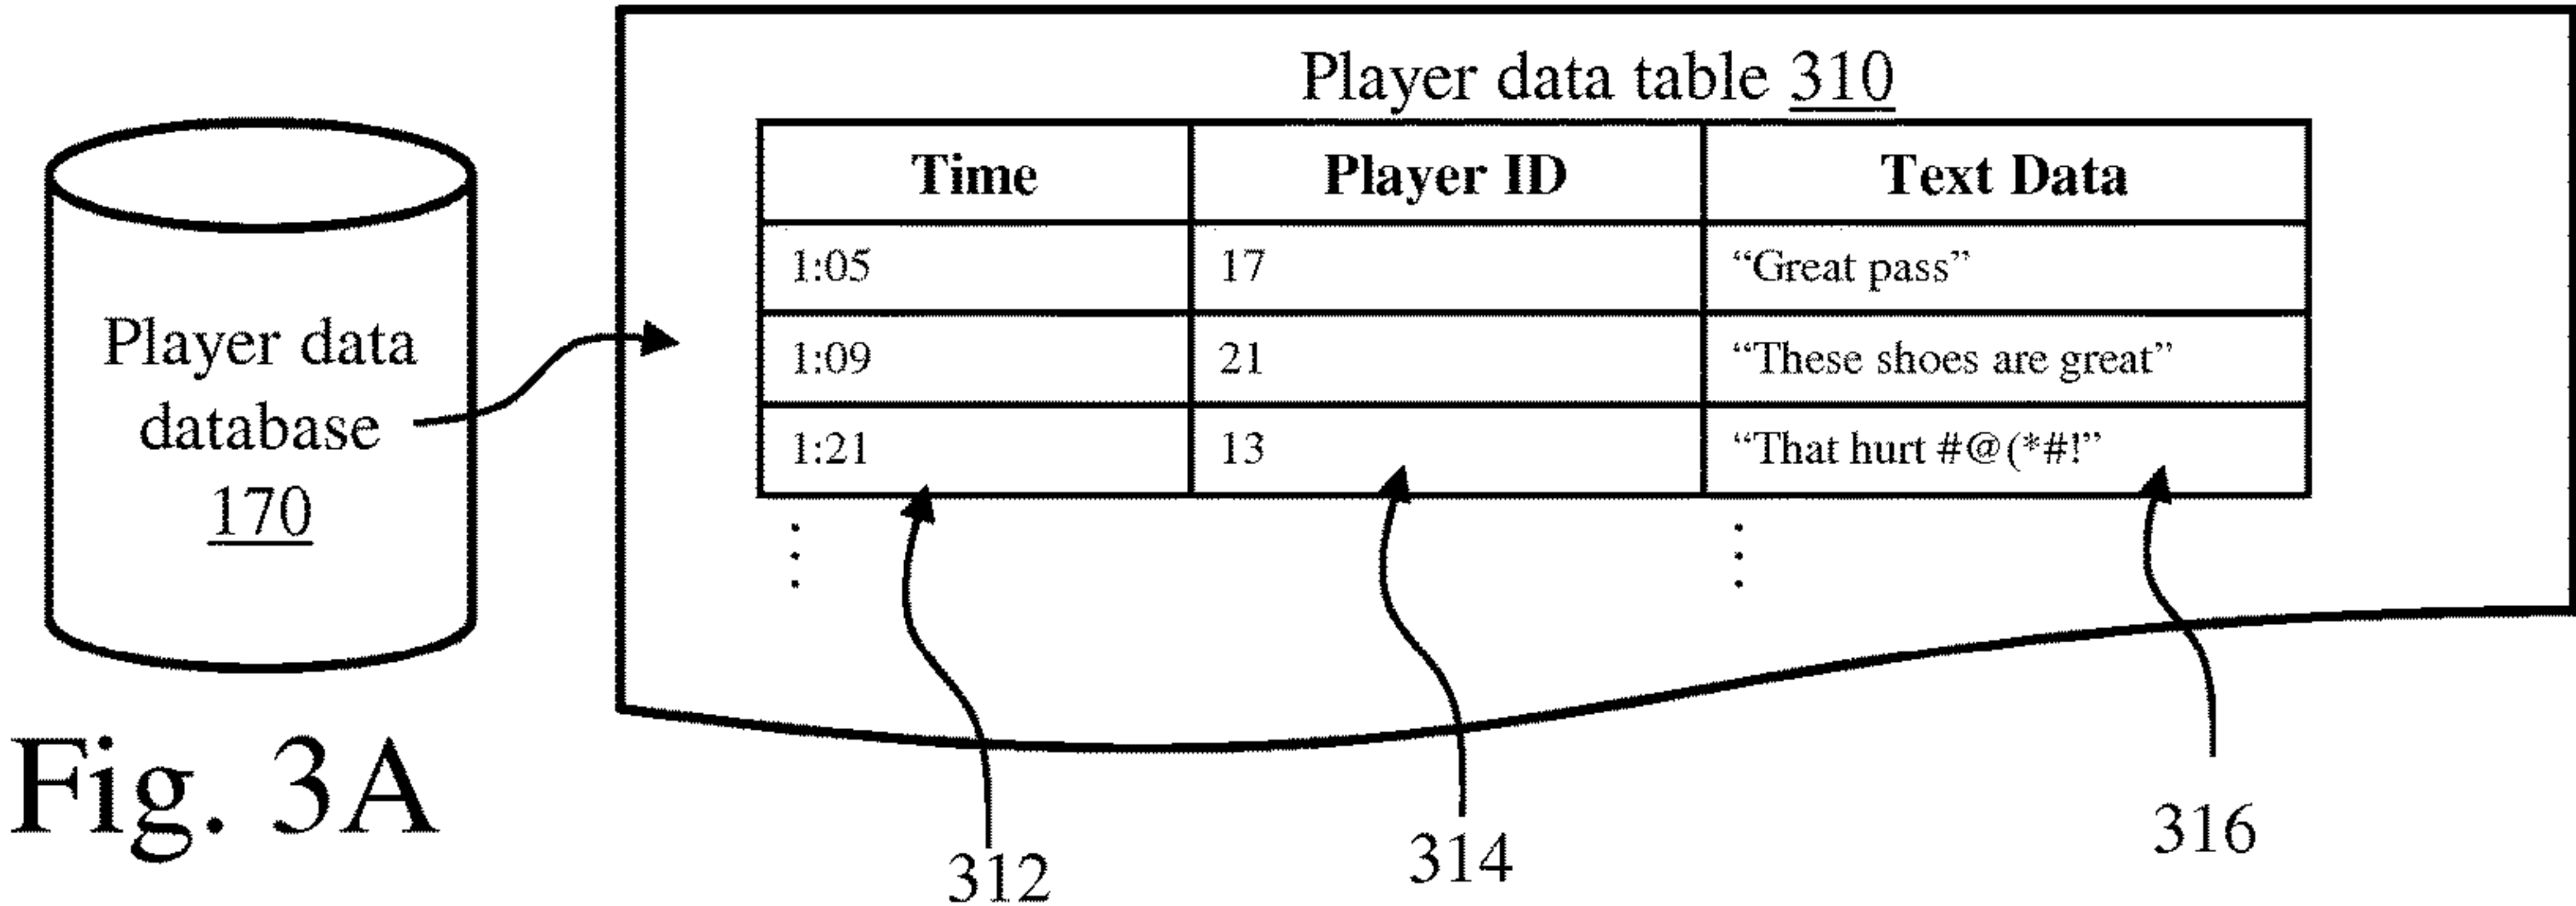 Player data table 310
Time Player ID Text Data
1:05 17 “Great pass”
1:09 21 “These shoes are great”
1:21 13 “That hurt #@(*#!”
Player data
database
170
312 314 316
Fig. 3A